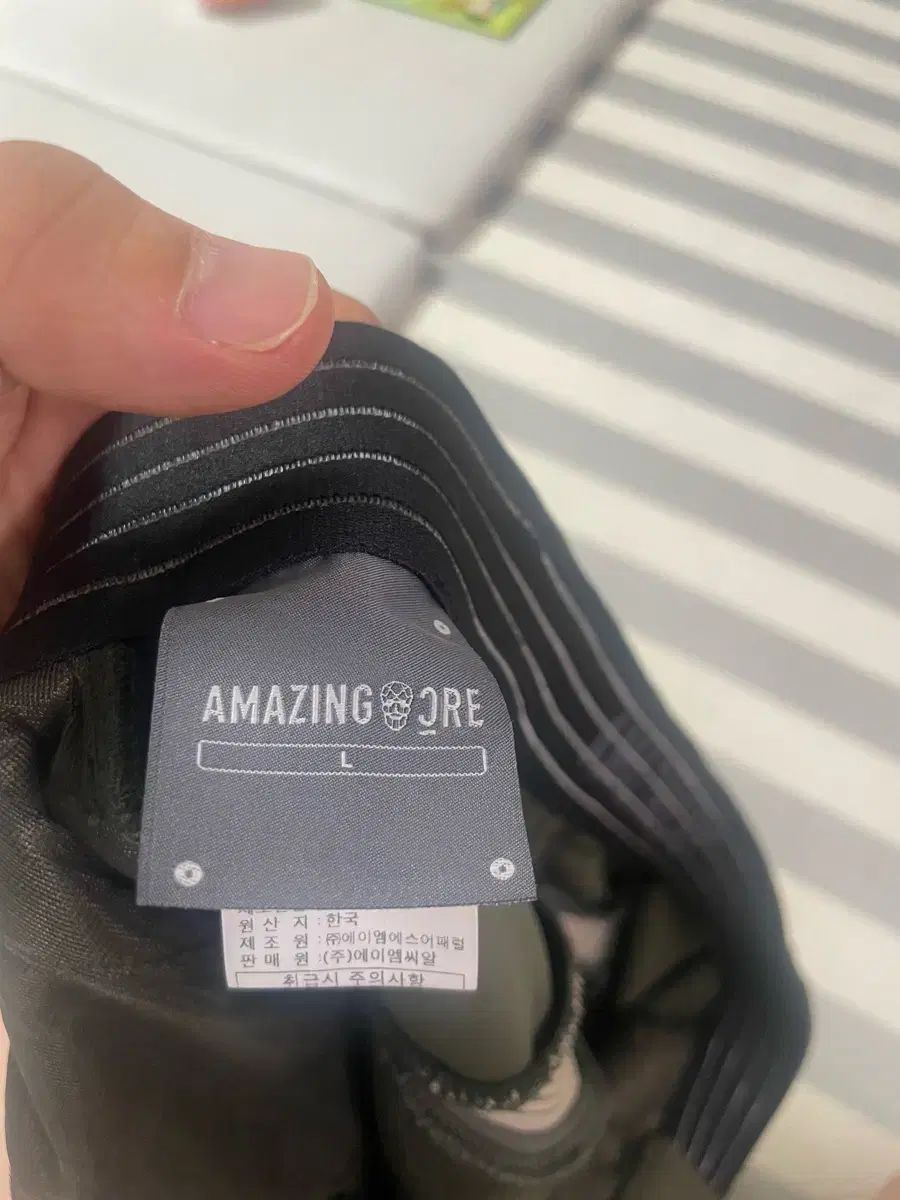 AMAZING CRE
L
원 산 지 : 한국
제 조 원 : ㈜에이엠에스어패럴
판 매 원 : (주)에이엠씨알
취급시 주의사항